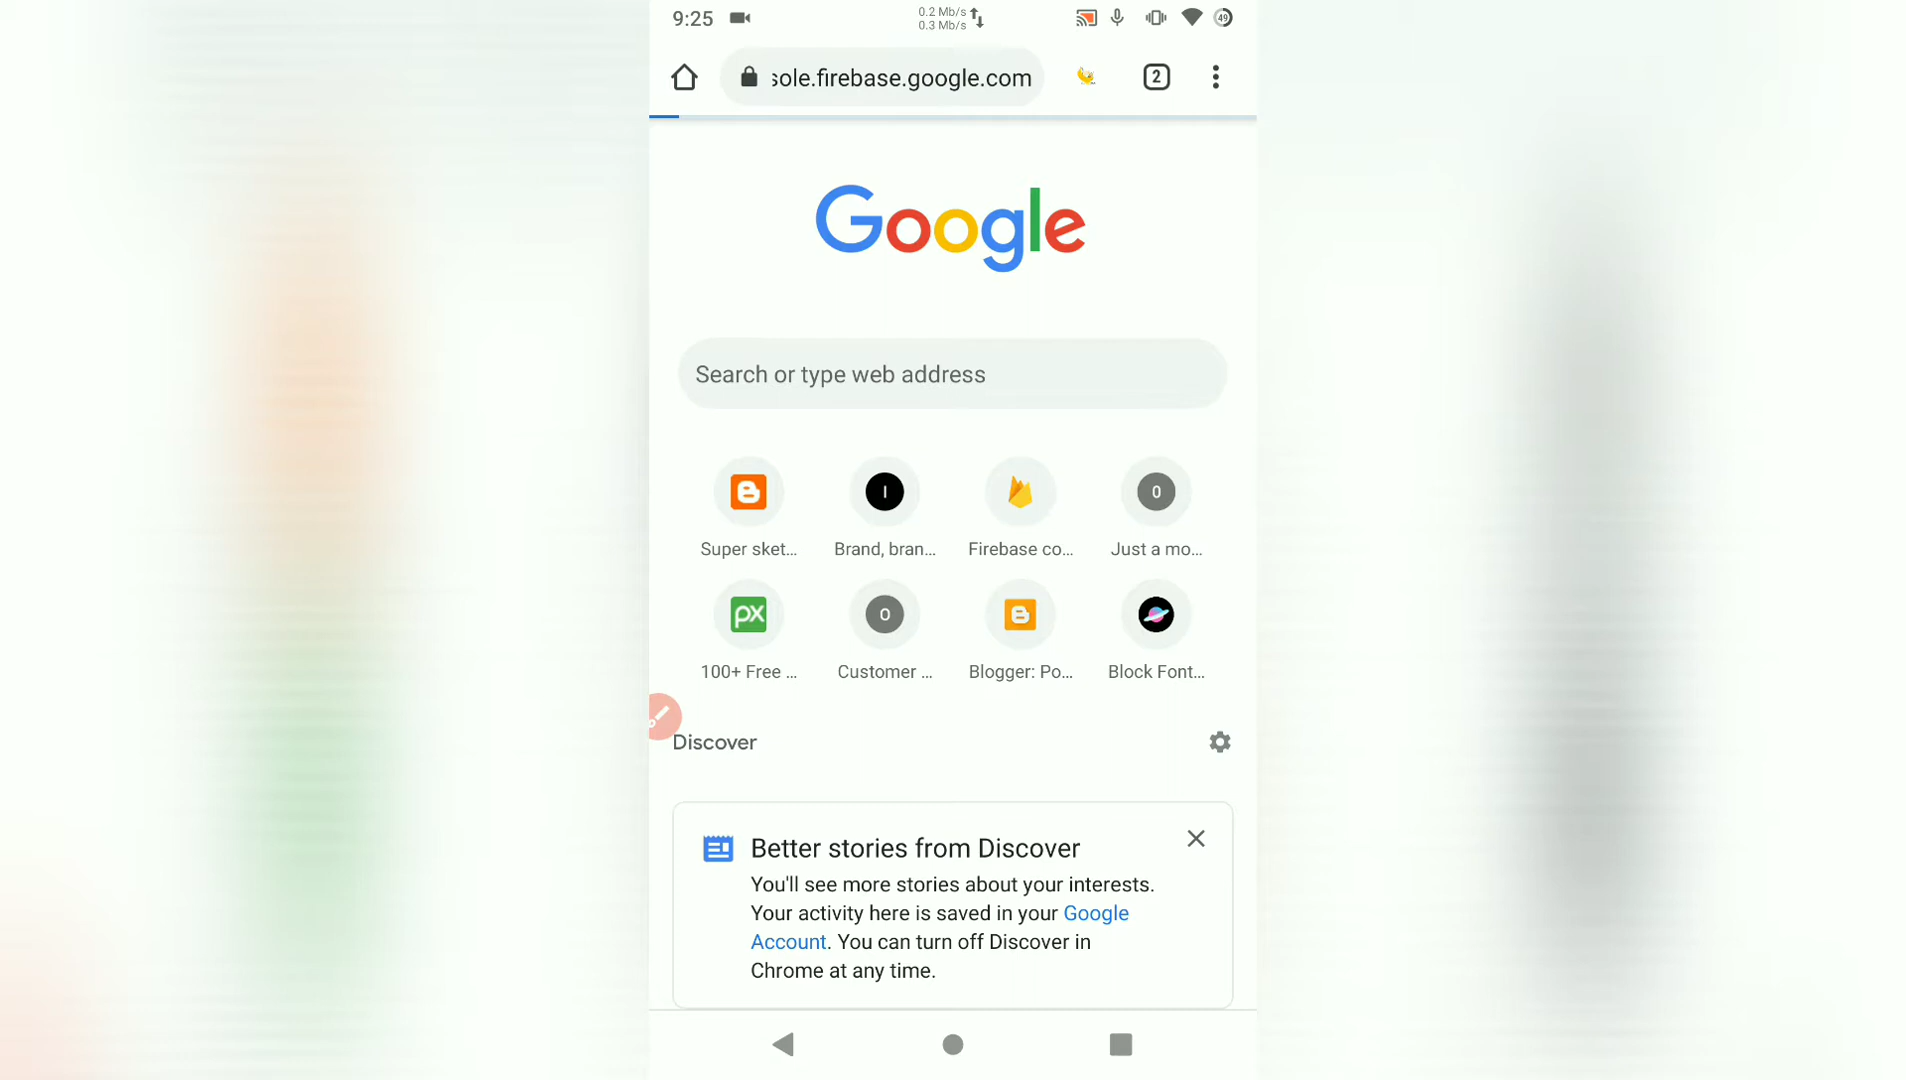 9:25
0.2 Mb/s
0.3 Mb/s
49
sole.firebase.google.com
2
Google
Search or type web address
I
0
Super sket...
Brand, bran...
Firebase co...
Just a mo...
px
0
100+ Free ...
Customer ...
Blogger: Po...
Block Font...
Discover
Better stories from Discover
You'll see more stories about your interests.
Your activity here is saved in your Google
Account. You can turn off Discover in
Chrome at any time.